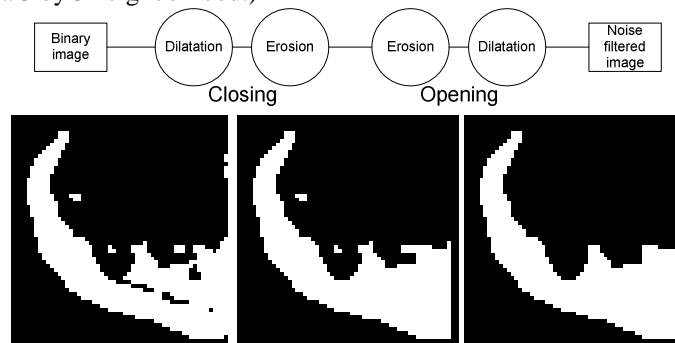 Binary
image
Dilatation
Erosion
Erosion
Dilatation
Noise
filtered
image
Closing
Opening